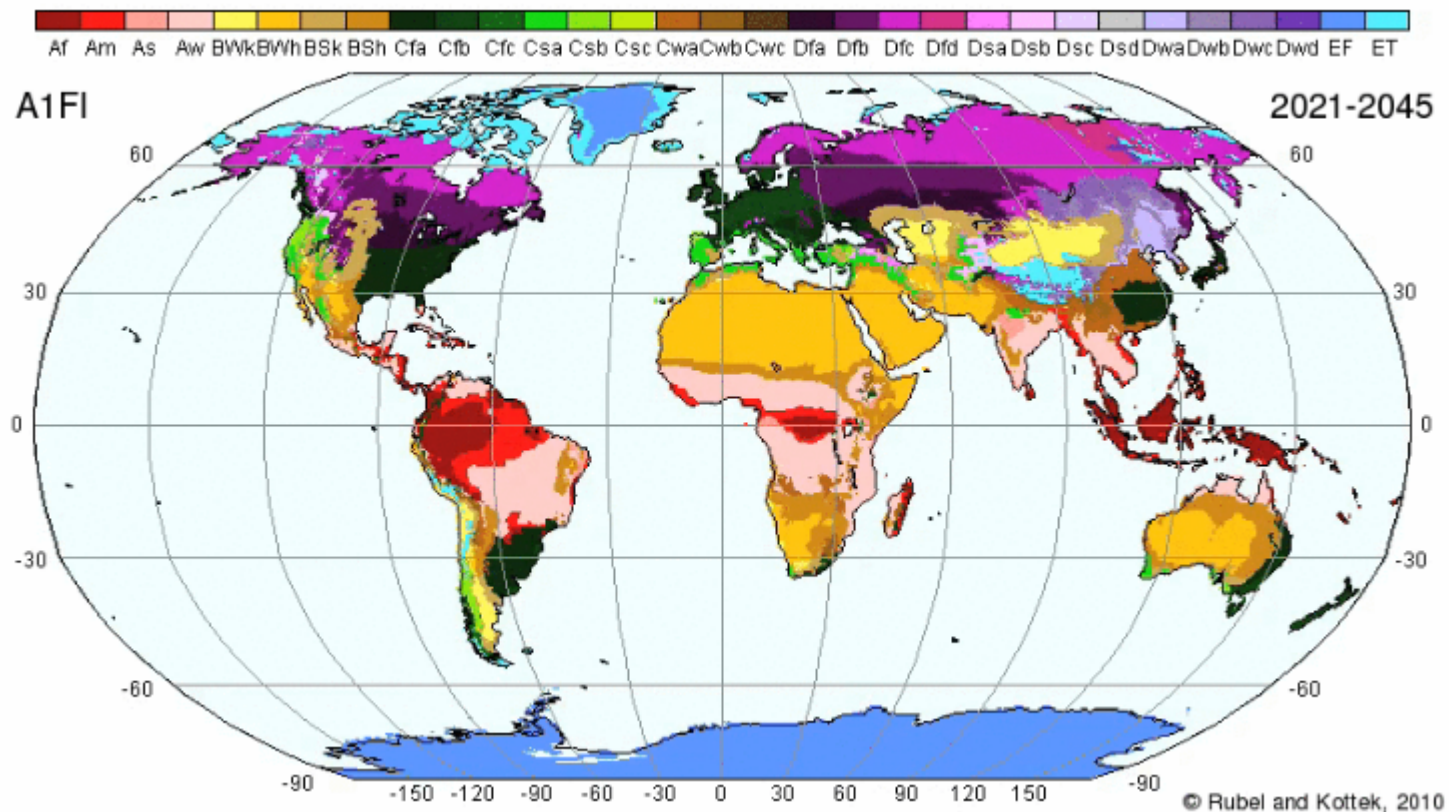 Af Am As Aw BWk BWh BSk BSh Cfa Cfb Cfc Csa Csb Csc Cwa Cwb Cwc Dfa Dfb Dfc Dfd Dsa Dsb Dsc Dsd Dwa Dwb Dwc Dwd EF ET
A1FI 2021-2045
60 60
30 30
0 0
-30 -30
-60 -60
-90 -150 -120 -90 -60 -30 0 30 60 90 120 150 -90
© Rubel and Kottek, 2010